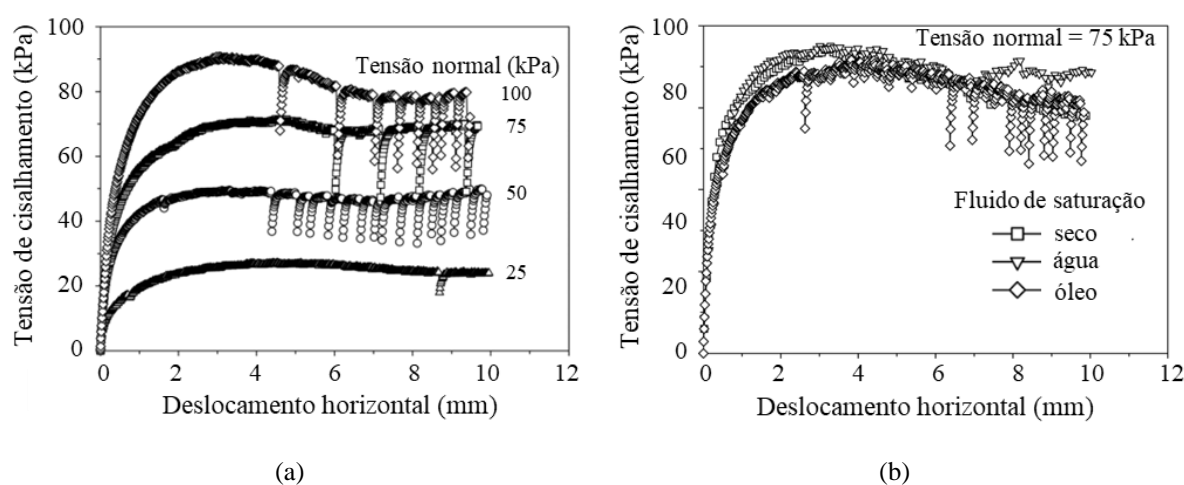 Tensão de cisalhamento (kPa)
100
80
60
40
20
0
Tensão normal (kPa)
100
75
50
25
0 2 4 6 8 10 12
Deslocamento horizontal (mm)
(a)
Tensão de cisalhamento (kPa)
100
80
60
40
20
0
Tensão normal = 75 kPa
Fluido de saturação
seco
água
óleo
0 2 4 6 8 10 12
Deslocamento horizontal (mm)
(b)